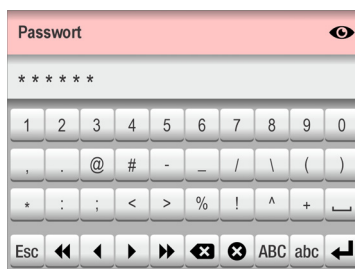 Passwort
* * * * * *
1 2 3 4 5 6 7 8 9 0
, . @ # - _ / \ ( )
* : ; < > % ! ^ +
Esc ABC abc